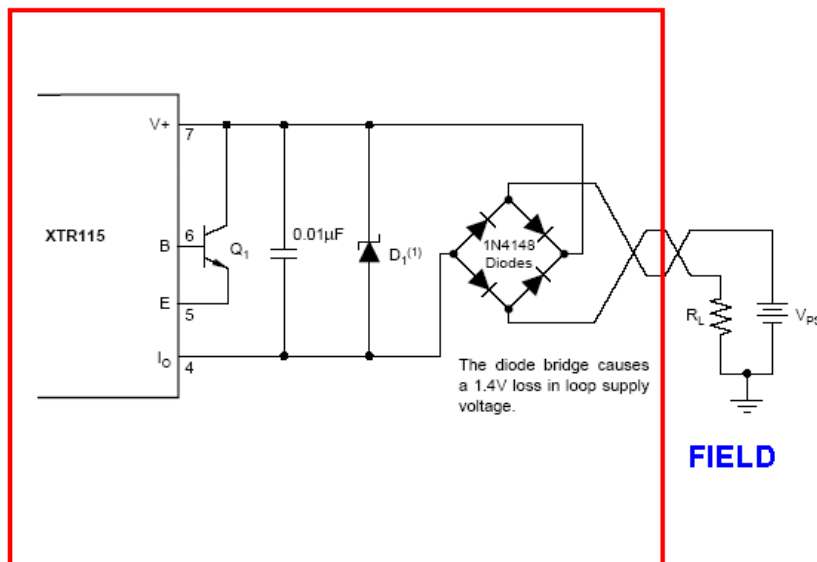 V+
7
XTR115
B
6
Q1
0.01μF
D1(1)
1N4148
Diodes
E
5
RL
VPS
IO
4
The diode bridge causes
a 1.4V loss in loop supply
voltage.
FIELD